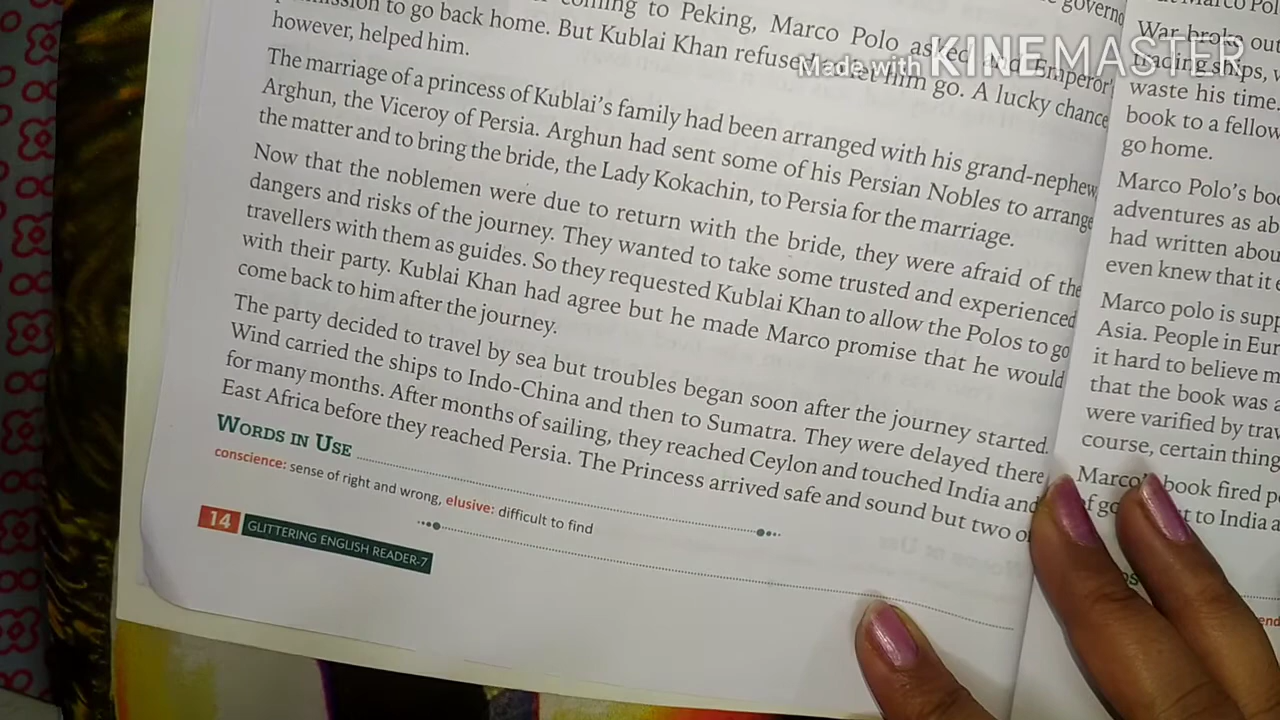 coming to Peking, Marco Polo asked and Emperor's
to go back home. But Kublai Khan refused to let him go. A lucky chance
however, helped him.
The marriage of a princess of Kublai's family had been arranged with his grand-nephew,
Arghun, the Viceroy of Persia. Arghun had sent some of his Persian Nobles to arrange
the matter and to bring the bride, the Lady Kokachin, to Persia for the marriage.
Now that the noblemen were due to return with the bride, they were afraid of the
dangers and risks of the journey. They wanted to take some trusted and experienced
travellers with them as guides. So they requested Kublai Khan to allow the Polos to go
with their party. Kublai Khan had agree but he made Marco promise that he would
come back to him after the journey.
The party decided to travel by sea but troubles began soon after the journey started.
Wind carried the ships to Indo-China and then to Sumatra. They were delayed there
for many months. After months of sailing, they reached Ceylon and touched India and
East Africa before they reached Persia. The Princess arrived safe and sound but two of
WORDS IN USE
conscience: sense of right and wrong, elusive: difficult to find
14 GLITTERING ENGLISH READER-7
War broke out
trading ships,
waste his time.
book to a fellow
go home.
Marco Polo's
adventures as
had written
even knew that it
Marco polo is
Asia. People in
it hard to believe
that the book was
were varified by
course, certain
Marco's book fired
to India
Made with KINEMASTER